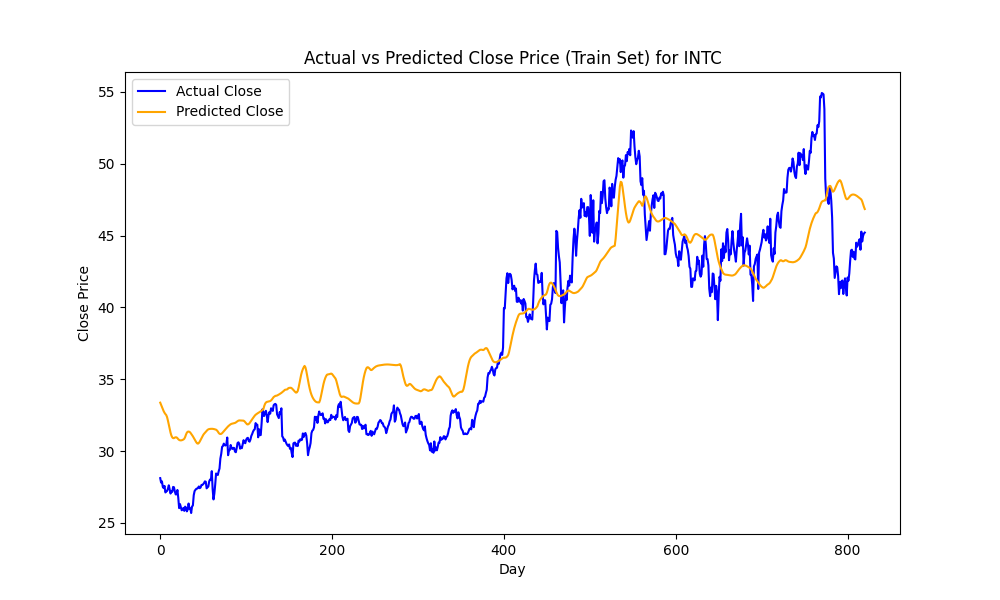 Actual vs Predicted Close Price (Train Set) for INTC
Actual Close
Predicted Close
55
50
45
40
35
30
25
Close Price
0 200 400 600 800
Day